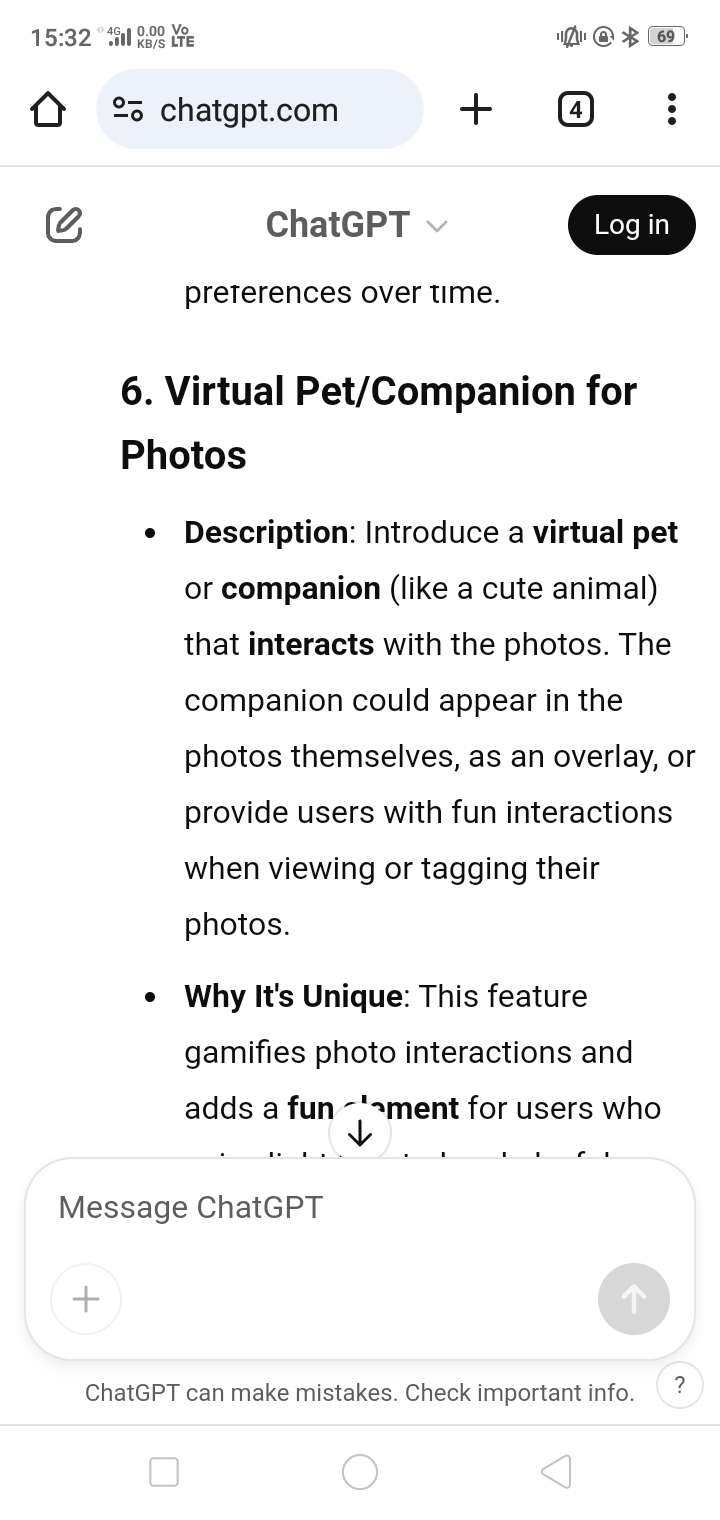 15:32 4G 0.00 KB/S Vo LTE 69
chatgpt.com 4
ChatGPT Log in
preferences over time.
6. Virtual Pet/Companion for
Photos
• Description: Introduce a virtual pet
or companion (like a cute animal)
that interacts with the photos. The
companion could appear in the
photos themselves, as an overlay, or
provide users with fun interactions
when viewing or tagging their
photos.
• Why It's Unique: This feature
gamifies photo interactions and
adds a fun element for users who
Message ChatGPT
ChatGPT can make mistakes. Check important info. ?